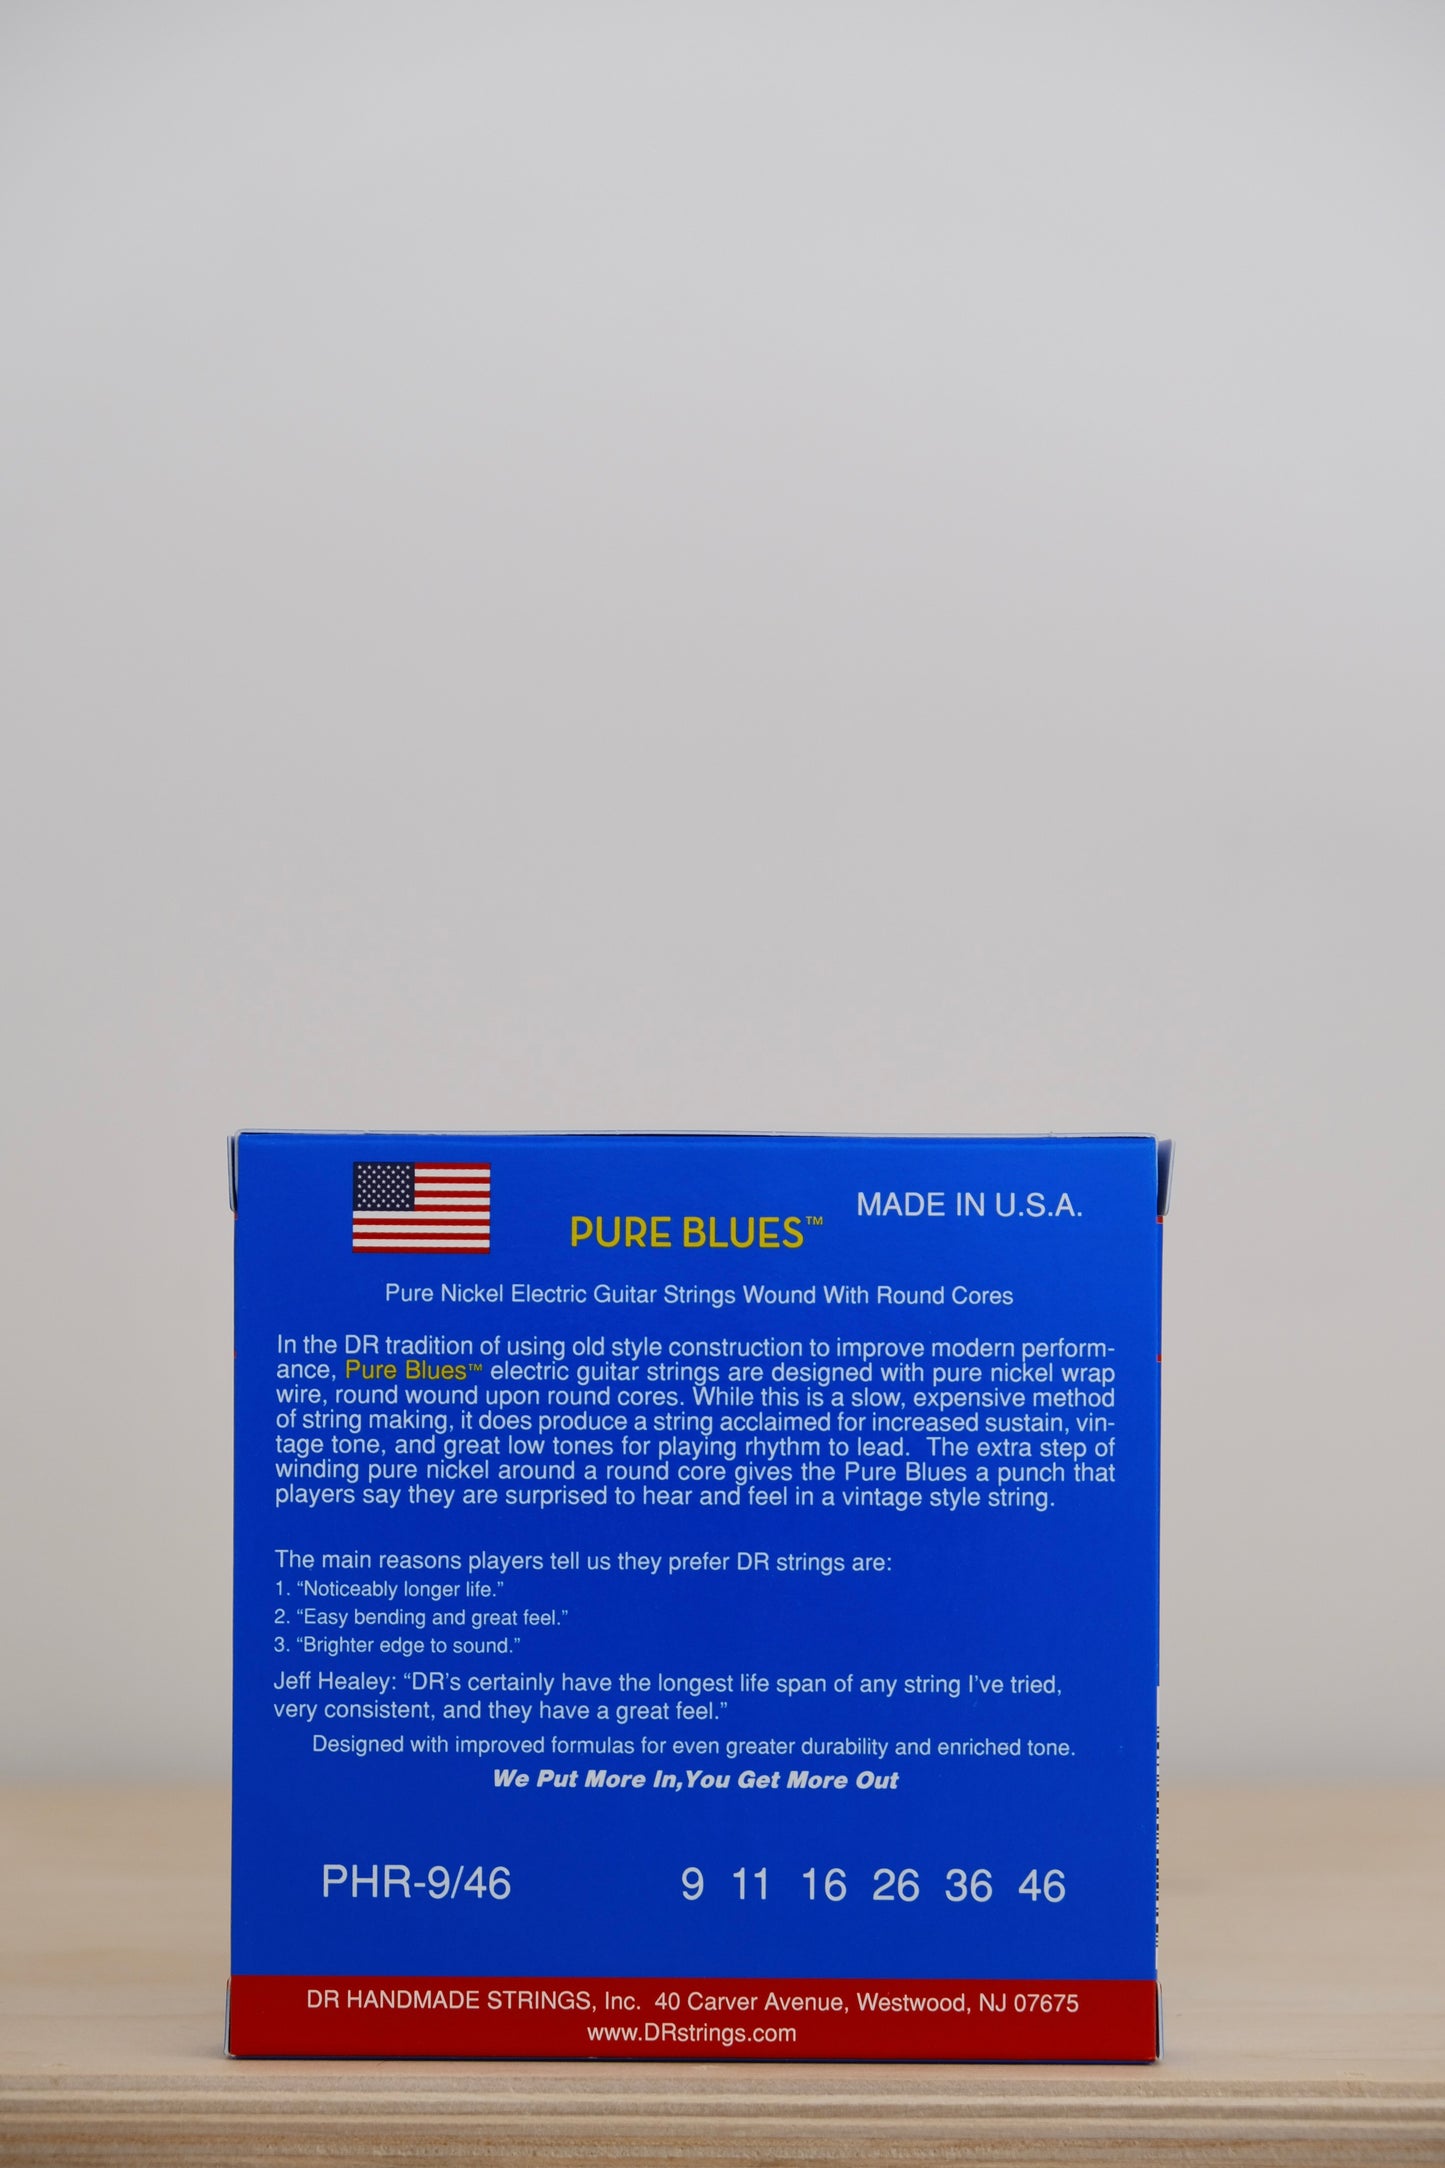 PURE BLUES™
MADE IN U.S.A.
Pure Nickel Electric Guitar Strings Wound With Round Cores
In the DR tradition of using old style construction to improve modern perform-
ance, Pure Blues™ electric guitar strings are designed with pure nickel wrap
wire, round wound upon round cores. While this is a slow, expensive method
of string making, it does produce a string acclaimed for increased sustain, vin-
tage tone, and great low tones for playing rhythm to lead. The extra step of
winding pure nickel around a round core gives the Pure Blues a punch that
players say they are surprised to hear and feel in a vintage style string.
The main reasons players tell us they prefer DR strings are:
1. “Noticeably longer life.”
2. “Easy bending and great feel.”
3. “Brighter edge to sound.”
Jeff Healey: “DR’s certainly have the longest life span of any string I’ve tried,
very consistent, and they have a great feel.”
Designed with improved formulas for even greater durability and enriched tone.
We Put More In,You Get More Out
PHR-9/46 9 11 16 26 36 46
DR HANDMADE STRINGS, Inc. 40 Carver Avenue, Westwood, NJ 07675
www.DRstrings.com